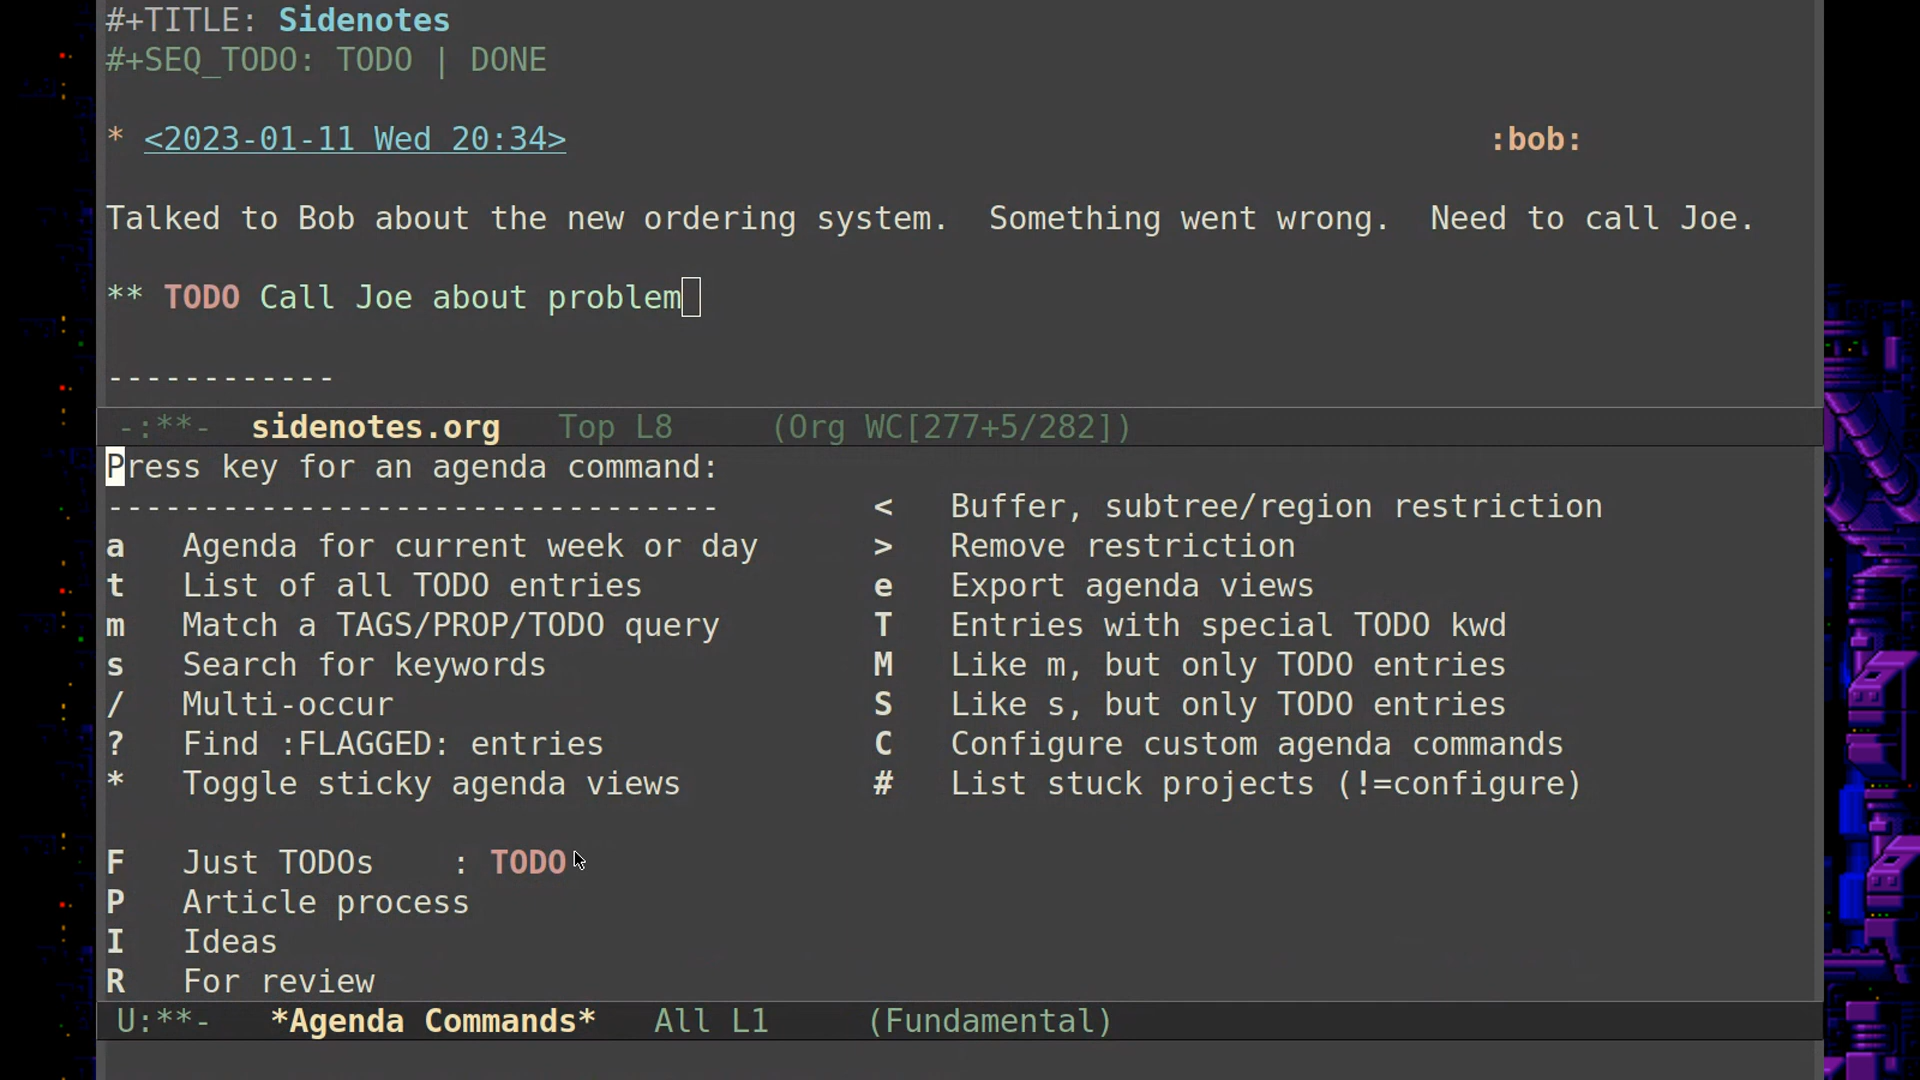 #+TITLE: Sidenotes
#+SEQ_TODO: TODO | DONE
* <2023-01-11 Wed 20:34> :bob:
Talked to Bob about the new ordering system.  Something went wrong.  Need to call Joe.
** TODO Call Joe about problem
------------
-:**-  sidenotes.org   Top L8     (Org WC[277+5/282])
Press key for an agenda command:
--------------------------------        <   Buffer, subtree/region restriction
a   Agenda for current week or day      >   Remove restriction
t   List of all TODO entries            e   Export agenda views
m   Match a TAGS/PROP/TODO query        T   Entries with special TODO kwd
s   Search for keywords                 M   Like m, but only TODO entries
/   Multi-occur                         S   Like s, but only TODO entries
?   Find :FLAGGED: entries              C   Configure custom agenda commands
*   Toggle sticky agenda views          #   List stuck projects (!=configure)
F   Just TODOs    : TODO
P   Article process
I   Ideas
R   For review
U:**-   *Agenda Commands*   All L1     (Fundamental)